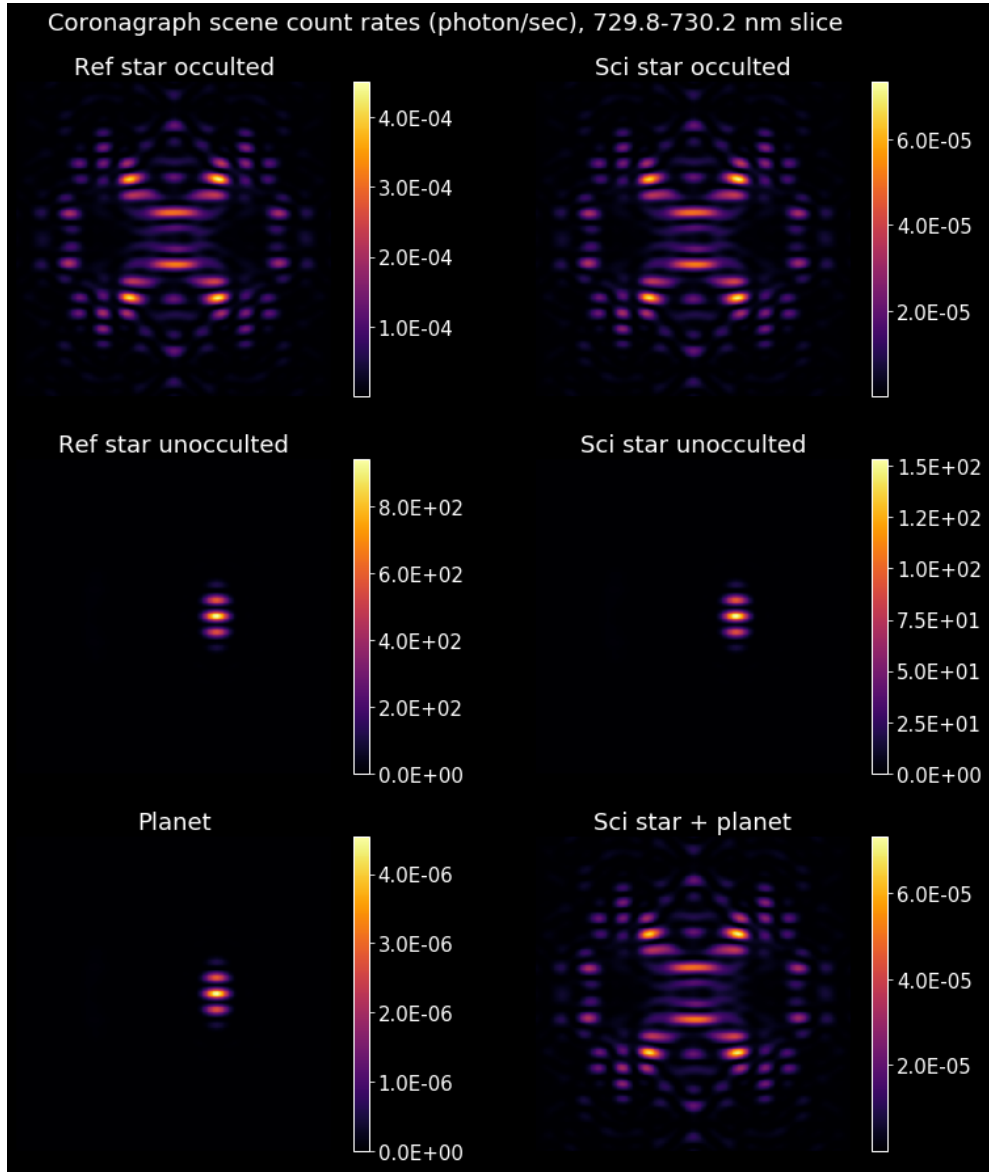 Coronagraph scene count rates (photon/sec), 729.8-730.2 nm slice
Ref star occulted
4.0E-04
3.0E-04
2.0E-04
1.0E-04
Sci star occulted
6.0E-05
4.0E-05
2.0E-05
Ref star unocculted
8.0E+02
6.0E+02
4.0E+02
2.0E+02
0.0E+00
Sci star unocculted
1.5E+02
1.2E+02
1.0E+02
7.5E+01
5.0E+01
2.5E+01
0.0E+00
Planet
4.0E-06
3.0E-06
2.0E-06
1.0E-06
0.0E+00
Sci star + planet
6.0E-05
4.0E-05
2.0E-05